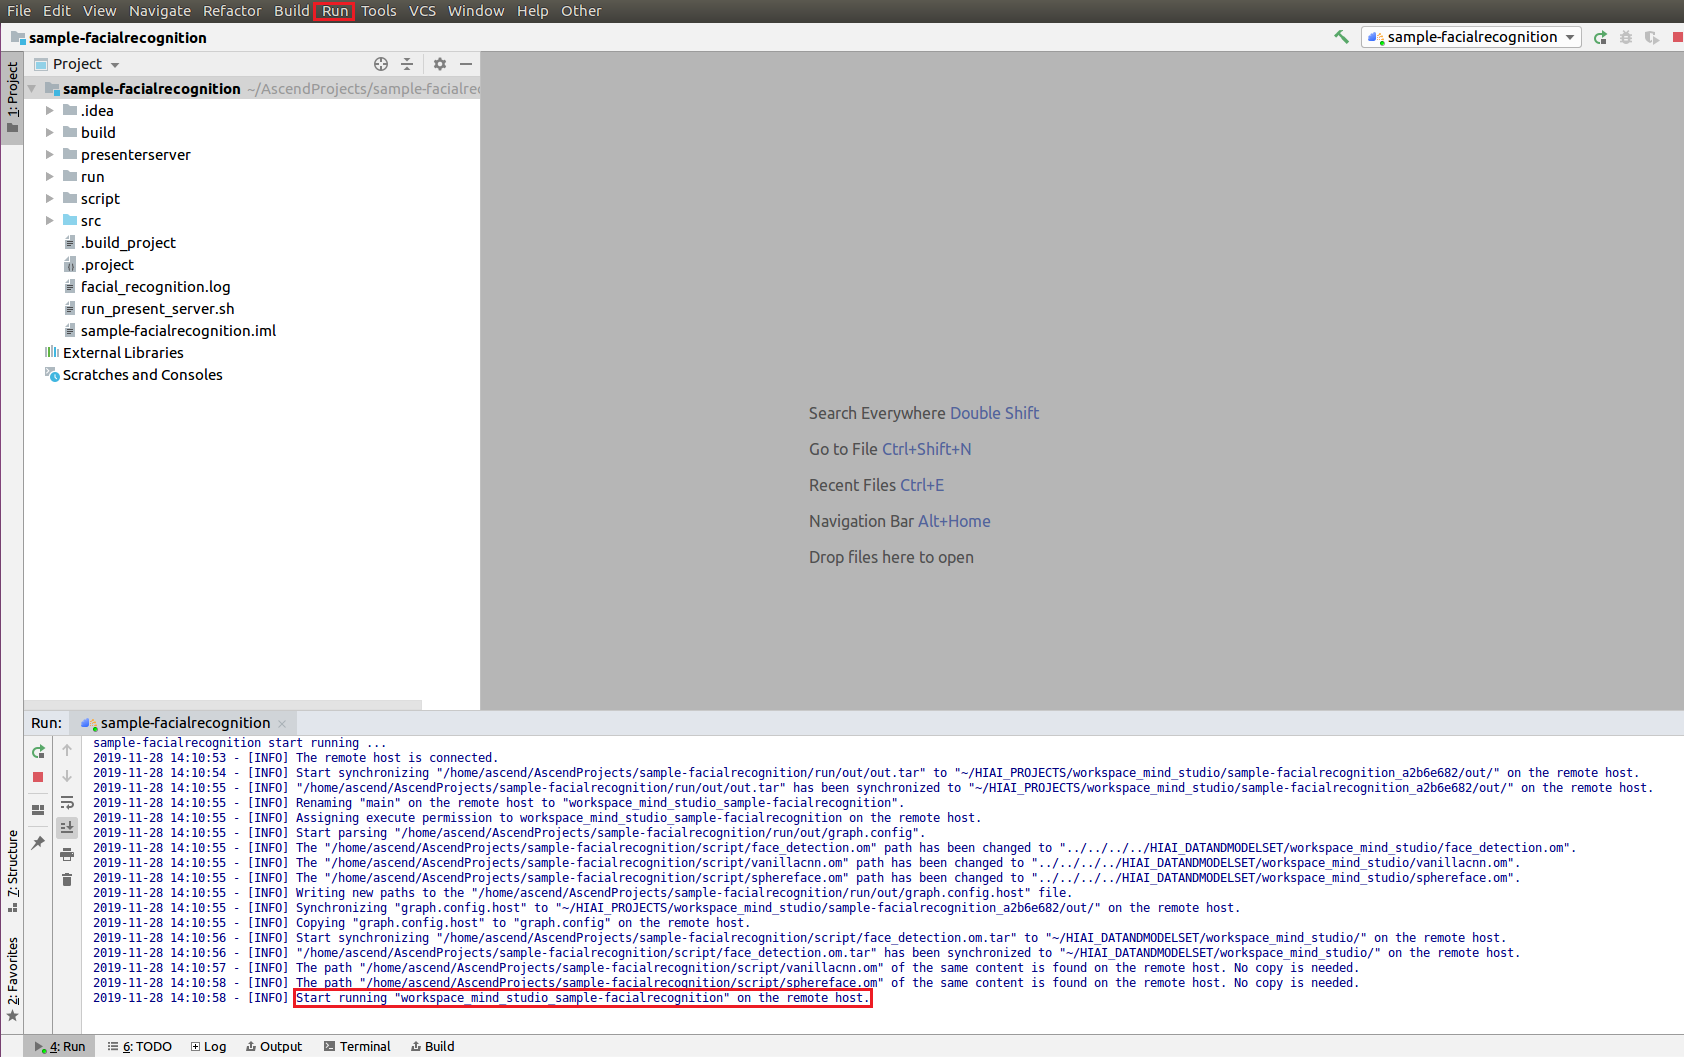 File Edit View Navigate Refactor Build Run Tools VCS Window Help Other
sample-facialrecognition
sample-facialrecognition
1: Project
Project
sample-facialrecognition ~/AscendProjects/sample-facialrec
.idea
build
presenterserver
run
script
src
.build_project
.project
facial_recognition.log
run_present_server.sh
sample-facialrecognition.iml
External Libraries
Scratches and Consoles
Search Everywhere Double Shift
Go to File Ctrl+Shift+N
Recent Files Ctrl+E
Navigation Bar Alt+Home
Drop files here to open
7: Structure
2: Favorites
Run: sample-facialrecognition
sample-facialrecognition start running ...
2019-11-28 14:10:53 - [INFO] The remote host is connected.
2019-11-28 14:10:54 - [INFO] Start synchronizing "/home/ascend/AscendProjects/sample-facialrecognition/run/out/out.tar" to "~/HIAI_PROJECTS/workspace_mind_studio/sample-facialrecognition_a2b6e682/out/" on the remote host.
2019-11-28 14:10:55 - [INFO] "/home/ascend/AscendProjects/sample-facialrecognition/run/out/out.tar" has been synchronized to "~/HIAI_PROJECTS/workspace_mind_studio/sample-facialrecognition_a2b6e682/out/" on the remote host.
2019-11-28 14:10:55 - [INFO] Renaming "main" on the remote host to "workspace_mind_studio_sample-facialrecognition".
2019-11-28 14:10:55 - [INFO] Assigning execute permission to workspace_mind_studio_sample-facialrecognition on the remote host.
2019-11-28 14:10:55 - [INFO] Start parsing "/home/ascend/AscendProjects/sample-facialrecognition/run/out/graph.config".
2019-11-28 14:10:55 - [INFO] The "/home/ascend/AscendProjects/sample-facialrecognition/script/face_detection.om" path has been changed to "../../../../HIAI_DATANDMODELSET/workspace_mind_studio/face_detection.om".
2019-11-28 14:10:55 - [INFO] The "/home/ascend/AscendProjects/sample-facialrecognition/script/vanillacnn.om" path has been changed to "../../../../HIAI_DATANDMODELSET/workspace_mind_studio/vanillacnn.om".
2019-11-28 14:10:55 - [INFO] The "/home/ascend/AscendProjects/sample-facialrecognition/script/sphereface.om" path has been changed to "../../../../HIAI_DATANDMODELSET/workspace_mind_studio/sphereface.om".
2019-11-28 14:10:55 - [INFO] Writing new paths to the "/home/ascend/AscendProjects/sample-facialrecognition/run/out/graph.config.host" file.
2019-11-28 14:10:55 - [INFO] Synchronizing "graph.config.host" to "~/HIAI_PROJECTS/workspace_mind_studio/sample-facialrecognition_a2b6e682/out/" on the remote host.
2019-11-28 14:10:55 - [INFO] Copying "graph.config.host" to "graph.config" on the remote host.
2019-11-28 14:10:56 - [INFO] Start synchronizing "/home/ascend/AscendProjects/sample-facialrecognition/script/face_detection.om.tar" to "~/HIAI_DATANDMODELSET/workspace_mind_studio/" on the remote host.
2019-11-28 14:10:56 - [INFO] "/home/ascend/AscendProjects/sample-facialrecognition/script/face_detection.om.tar" has been synchronized to "~/HIAI_DATANDMODELSET/workspace_mind_studio/" on the remote host.
2019-11-28 14:10:57 - [INFO] The path "/home/ascend/AscendProjects/sample-facialrecognition/script/vanillacnn.om" of the same content is found on the remote host. No copy is needed.
2019-11-28 14:10:58 - [INFO] The path "/home/ascend/AscendProjects/sample-facialrecognition/script/sphereface.om" of the same content is found on the remote host. No copy is needed.
2019-11-28 14:10:58 - [INFO] Start running "workspace_mind_studio_sample-facialrecognition" on the remote host.
4: Run 6: TODO Log Output Terminal Build